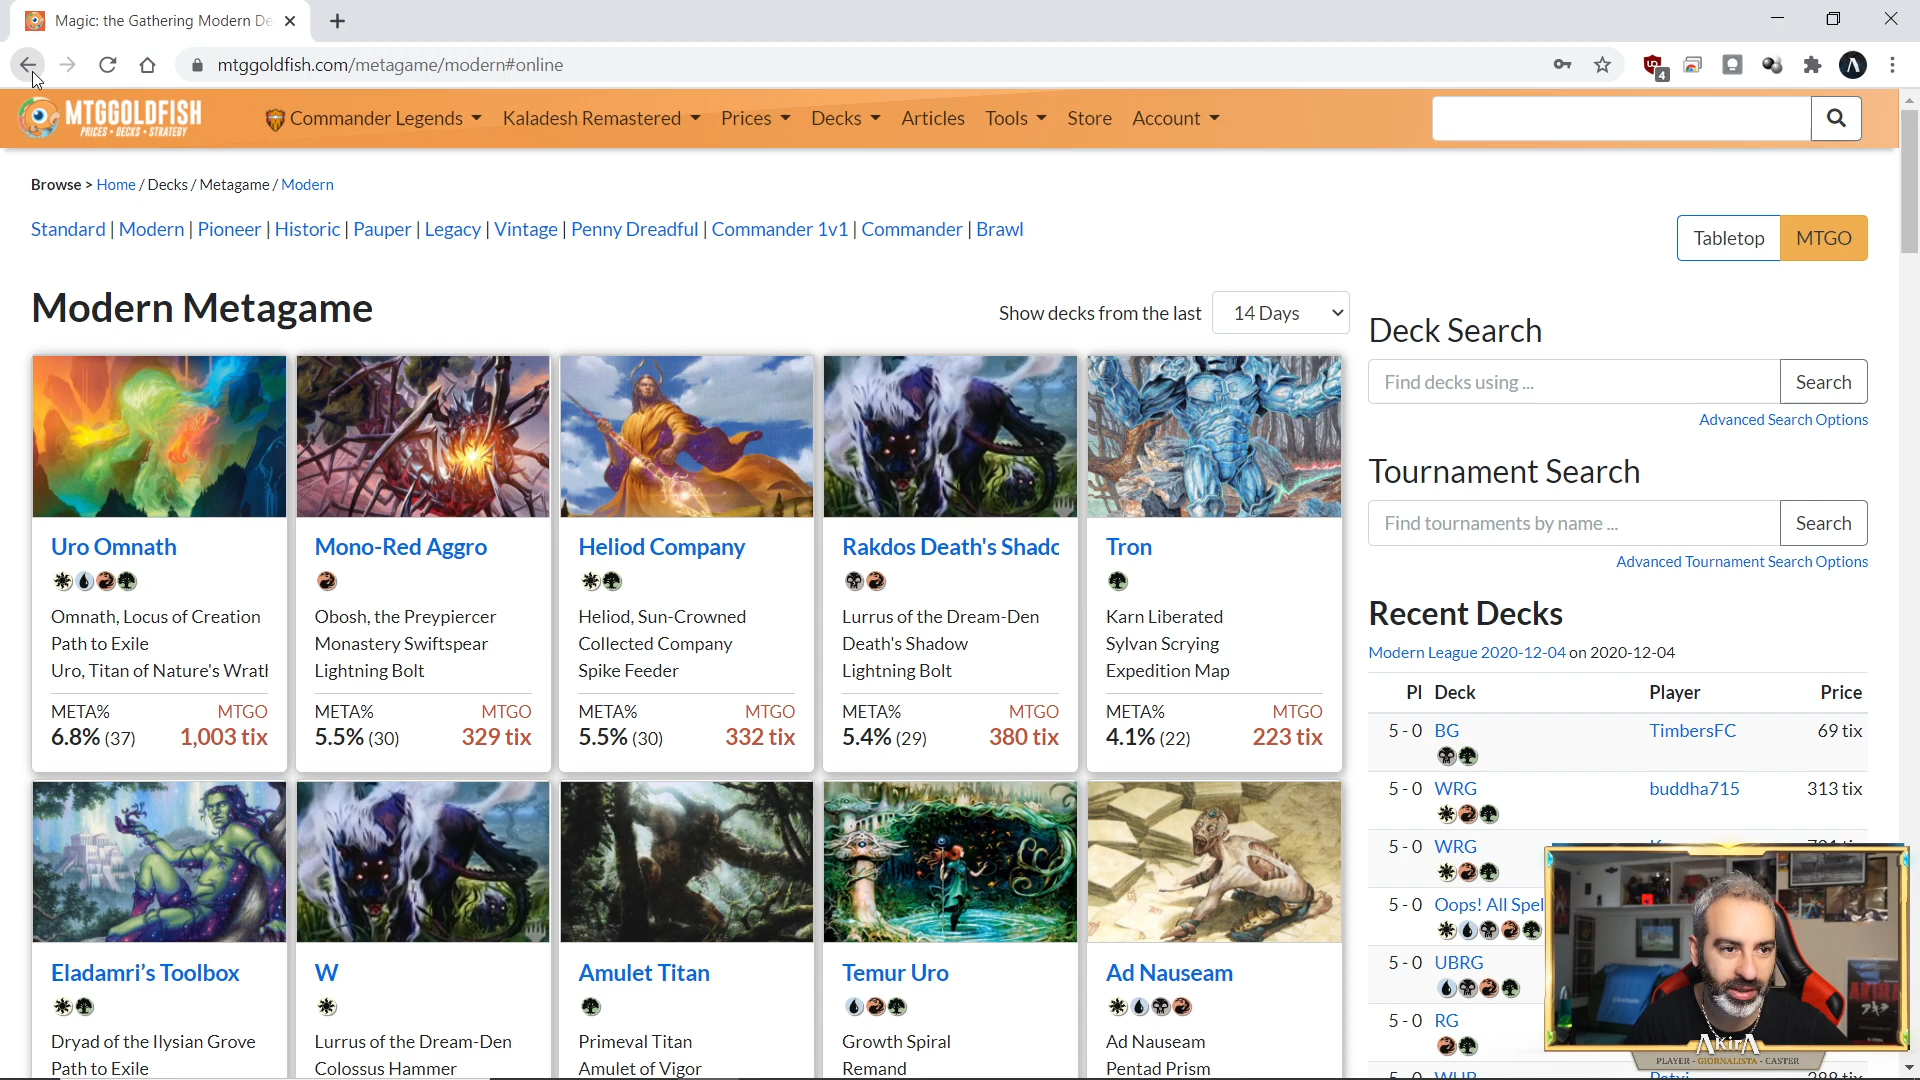 Magic: the Gathering Modern De
mtggoldfish.com/metagame/modern#online
4
MTGGOLDFISH
PRICES • DECKS • STRATEGY
Commander Legends
Kaladesh Remastered
Prices
Decks
Articles
Tools
Store
Account
Browse > Home / Decks / Metagame / Modern
Standard | Modern | Pioneer | Historic | Pauper | Legacy | Vintage | Penny Dreadful | Commander 1v1 | Commander | Brawl
Tabletop
MTGO
Modern Metagame
Show decks from the last
14 Days
Uro Omnath
Omnath, Locus of Creation
Path to Exile
Uro, Titan of Nature's Wrath
META% MTGO
6.8% (37) 1,003 tix
Mono-Red Aggro
Obosh, the Preypiercer
Monastery Swiftspear
Lightning Bolt
META% MTGO
5.5% (30) 329 tix
Heliod Company
Heliod, Sun-Crowned
Collected Company
Spike Feeder
META% MTGO
5.5% (30) 332 tix
Rakdos Death's Shadc
Lurrus of the Dream-Den
Death's Shadow
Lightning Bolt
META% MTGO
5.4% (29) 380 tix
Tron
Karn Liberated
Sylvan Scrying
Expedition Map
META% MTGO
4.1% (22) 223 tix
Eladamri's Toolbox
Dryad of the Ilysian Grove
Path to Exile
W
Lurrus of the Dream-Den
Colossus Hammer
Amulet Titan
Primeval Titan
Amulet of Vigor
Temur Uro
Growth Spiral
Remand
Ad Nauseam
Ad Nauseam
Pentad Prism
Deck Search
Find decks using ...
Search
Advanced Search Options
Tournament Search
Find tournaments by name ...
Search
Advanced Tournament Search Options
Recent Decks
Modern League 2020-12-04 on 2020-12-04
Pl Deck Player Price
5 - 0 BG TimbersFC 69 tix
5 - 0 WRG buddha715 313 tix
5 - 0 WRG
5 - 0 Oops! All Spel
5 - 0 UBRG
5 - 0 RG
AKirA
PLAYER - GIORNALISTA - CASTER